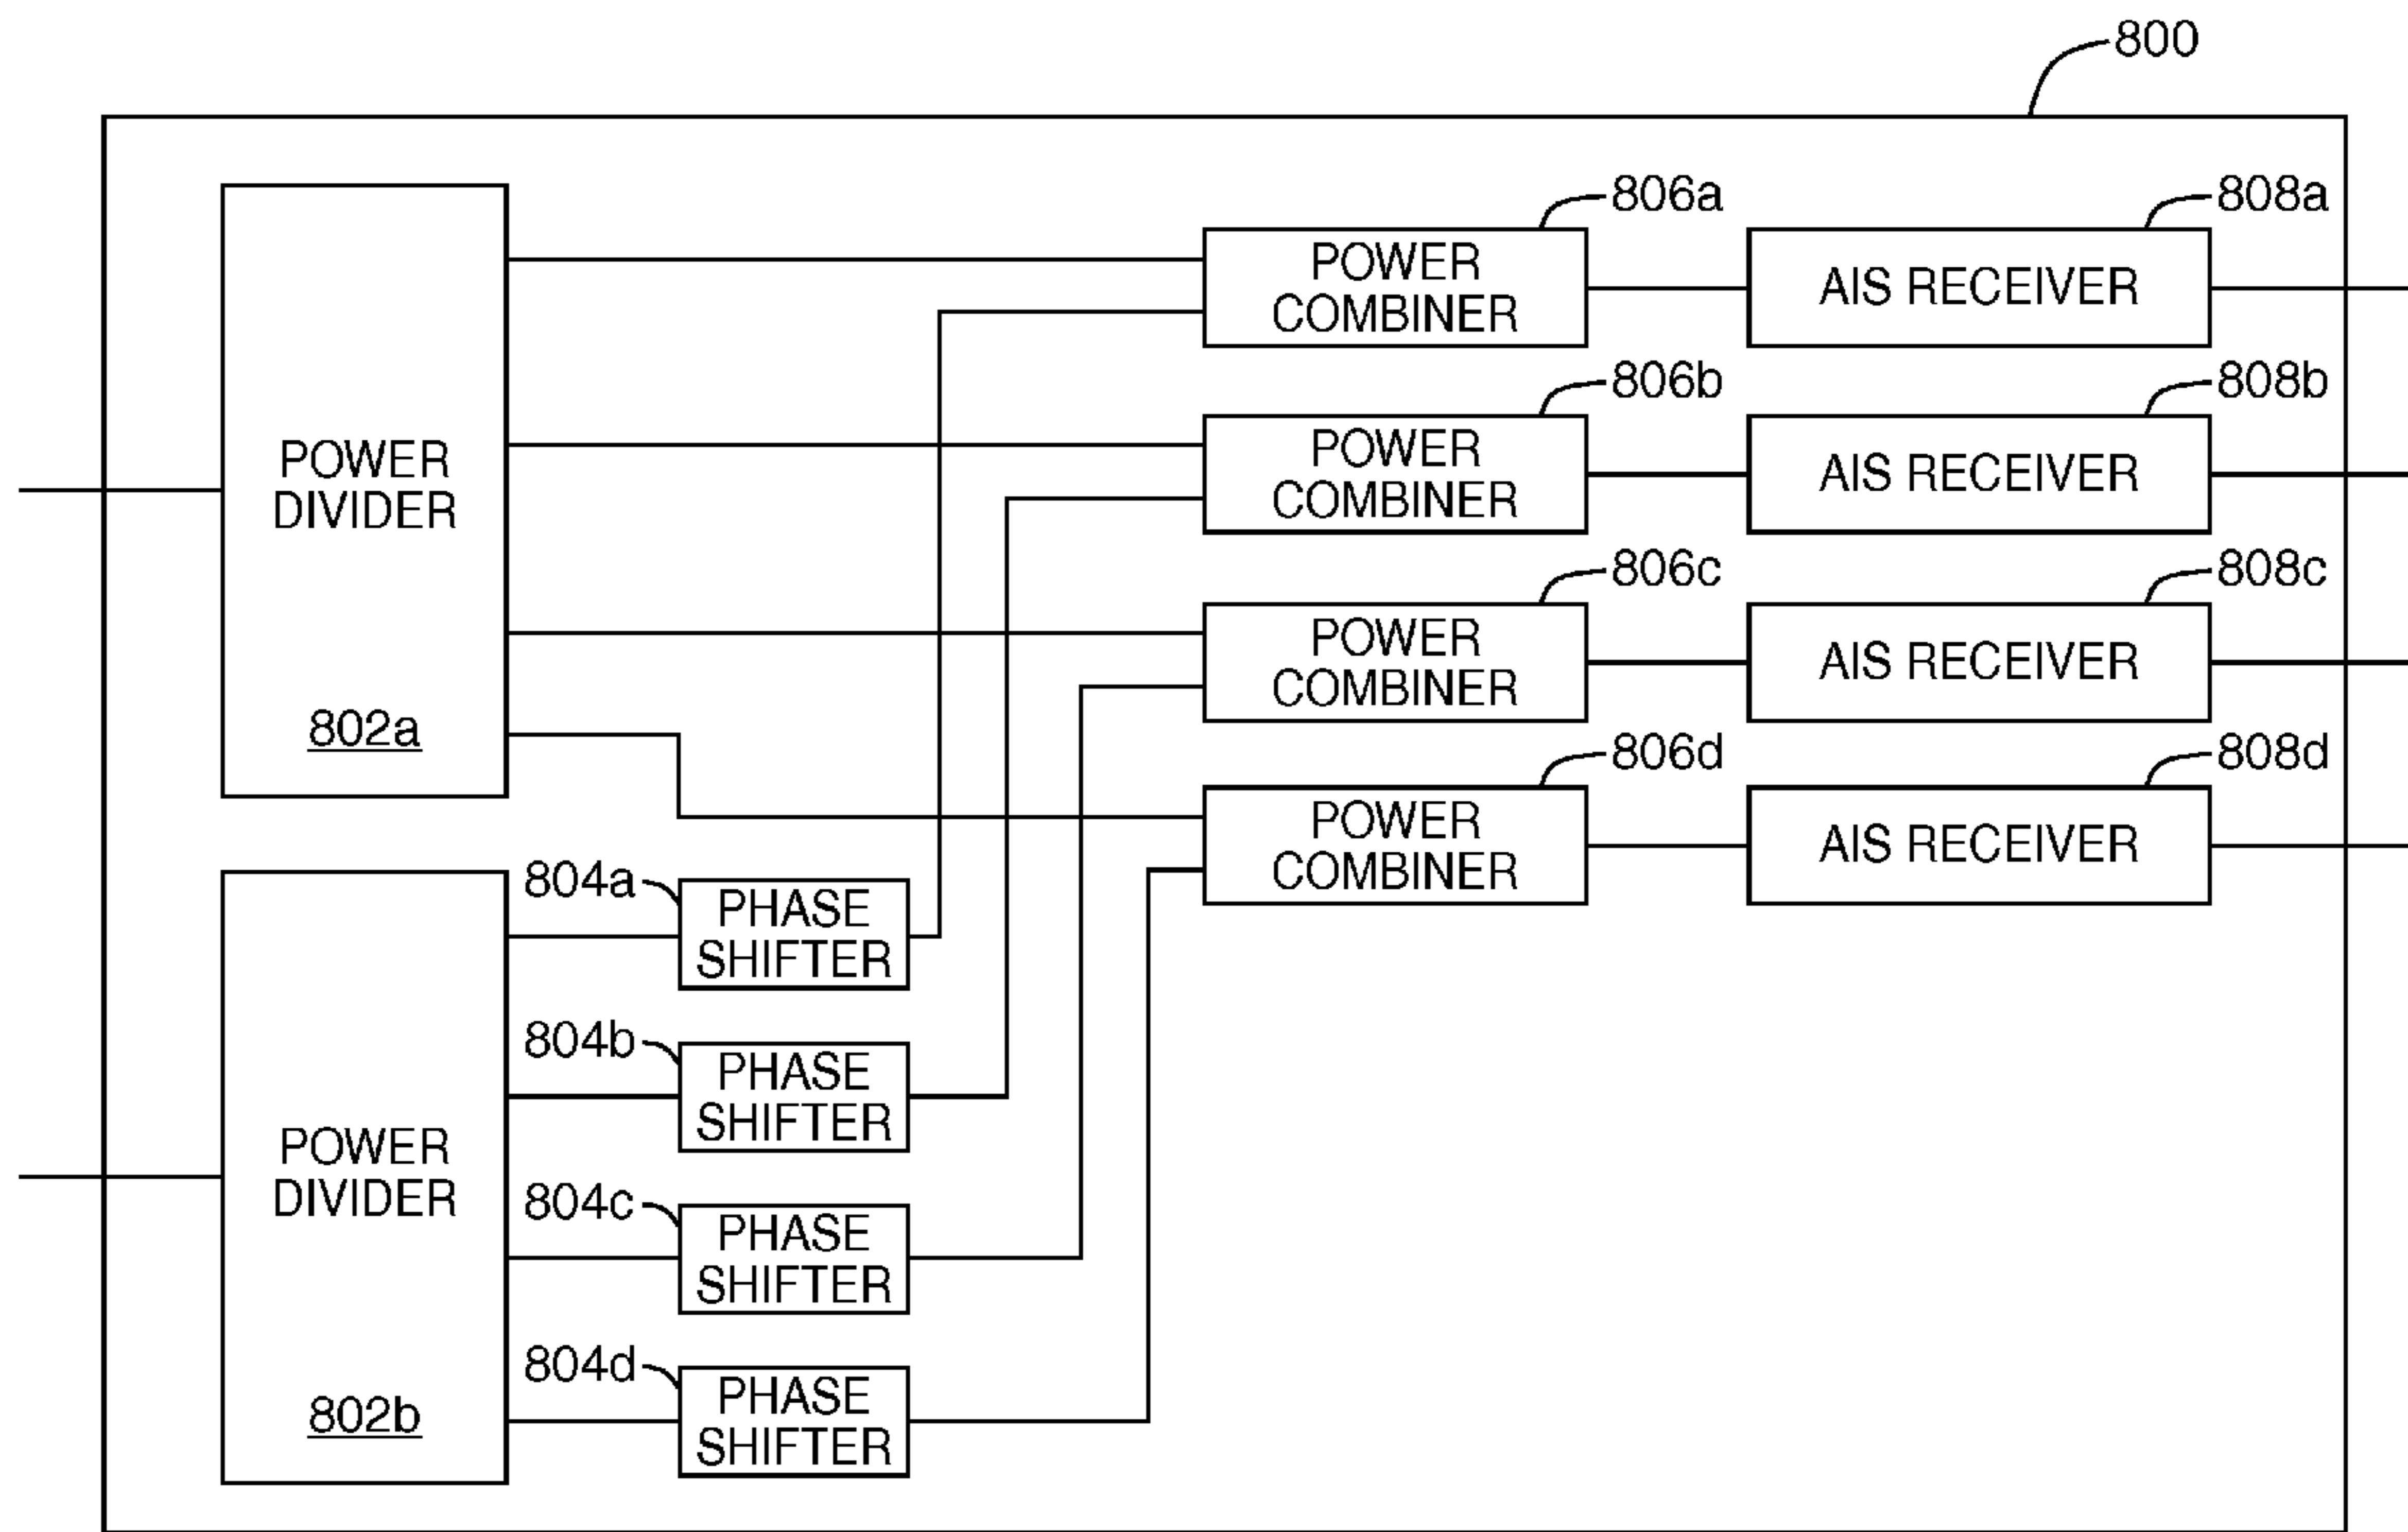 800
806a
808a
POWER
COMBINER
AIS RECEIVER
806b
808b
POWER
COMBINER
AIS RECEIVER
POWER
DIVIDER
802a
806c
808c
POWER
COMBINER
AIS RECEIVER
806d
808d
POWER
COMBINER
AIS RECEIVER
804a
PHASE
SHIFTER
804b
PHASE
SHIFTER
POWER
DIVIDER
802b
804c
PHASE
SHIFTER
804d
PHASE
SHIFTER